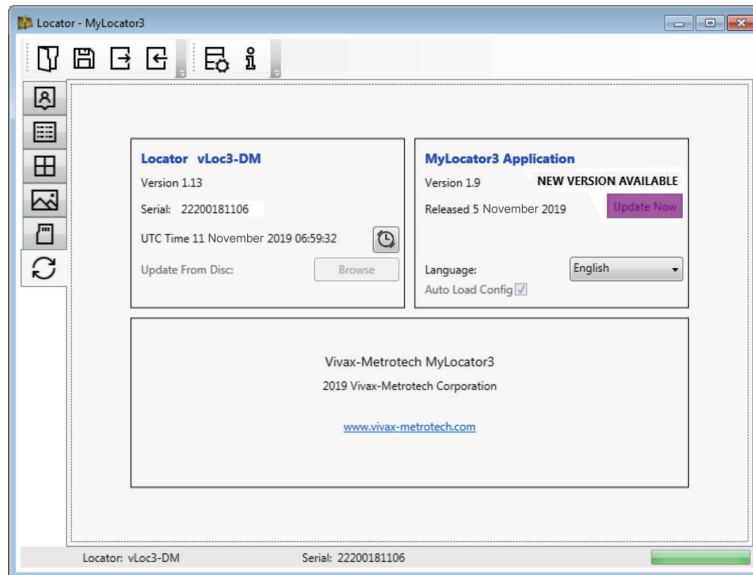 Locator - MyLocator3
Locator vLoc3-DM
Version 1.13
Serial: 22200181106
UTC Time 11 November 2019 06:59:32
Update From Disc:
Browse
MyLocator3 Application
Version 1.9
NEW VERSION AVAILABLE
Released 5 November 2019
Update Now
Language:
English
Auto Load Config
Vivax-Metrotech MyLocator3
2019 Vivax-Metrotech Corporation
www.vivax-metrotech.com
Locator: vLoc3-DM
Serial: 22200181106